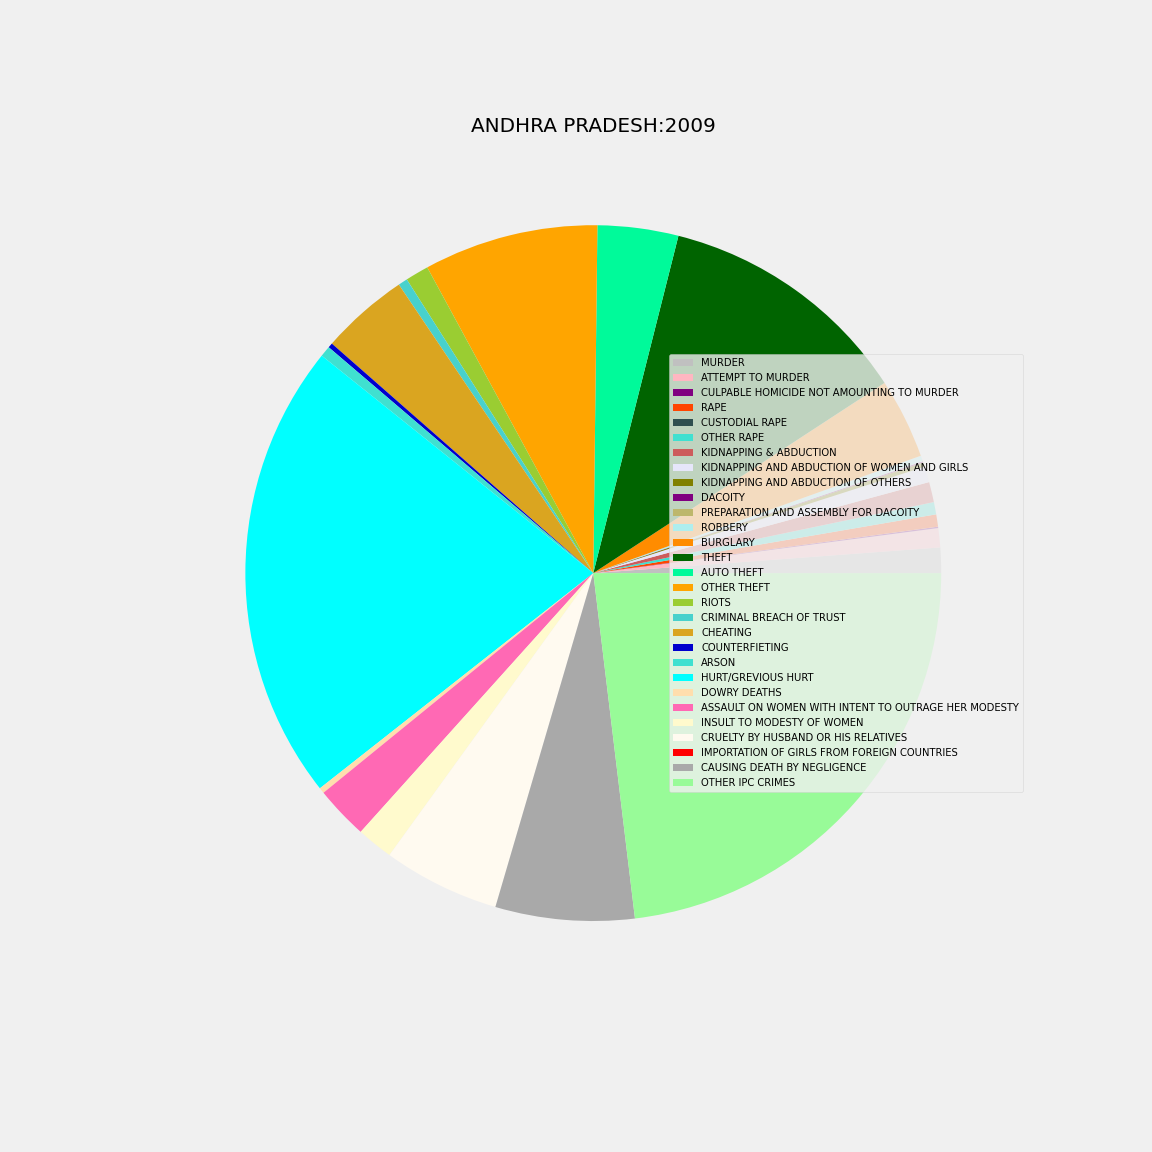 ANDHRA PRADESH:2009
MURDER
ATTEMPT TO MURDER
CULPABLE HOMICIDE NOT AMOUNTING TO MURDER
RAPE
CUSTODIAL RAPE
OTHER RAPE
KIDNAPPING & ABDUCTION
KIDNAPPING AND ABDUCTION OF WOMEN AND GIRLS
KIDNAPPING AND ABDUCTION OF OTHERS
DACOITY
PREPARATION AND ASSEMBLY FOR DACOITY
ROBBERY
BURGLARY
THEFT
AUTO THEFT
OTHER THEFT
RIOTS
CRIMINAL BREACH OF TRUST
CHEATING
COUNTERFIETING
ARSON
HURT/GREVIOUS HURT
DOWRY DEATHS
ASSAULT ON WOMEN WITH INTENT TO OUTRAGE HER MODESTY
INSULT TO MODESTY OF WOMEN
CRUELTY BY HUSBAND OR HIS RELATIVES
IMPORTATION OF GIRLS FROM FOREIGN COUNTRIES
CAUSING DEATH BY NEGLIGENCE
OTHER IPC CRIMES